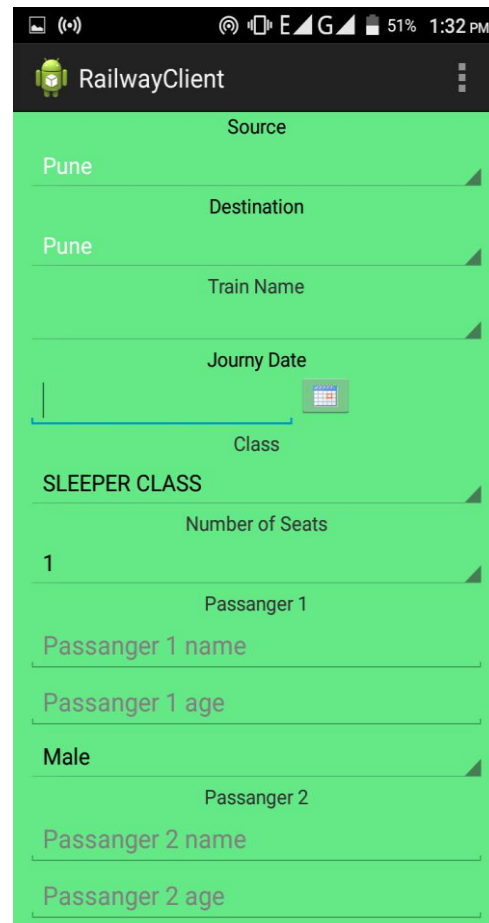 E G 51% 1:32 PM
RailwayClient
Source
Pune
Destination
Pune
Train Name
Journy Date
Class
SLEEPER CLASS
Number of Seats
1
Passanger 1
Passanger 1 name
Passanger 1 age
Male
Passanger 2
Passanger 2 name
Passanger 2 age